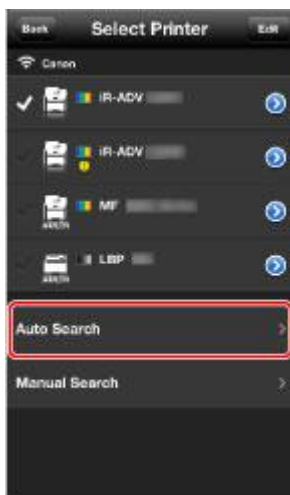 Back Select Printer Edit
Canon
iR-ADV
iR-ADV
MF
LBP
Auto Search
Manual Search